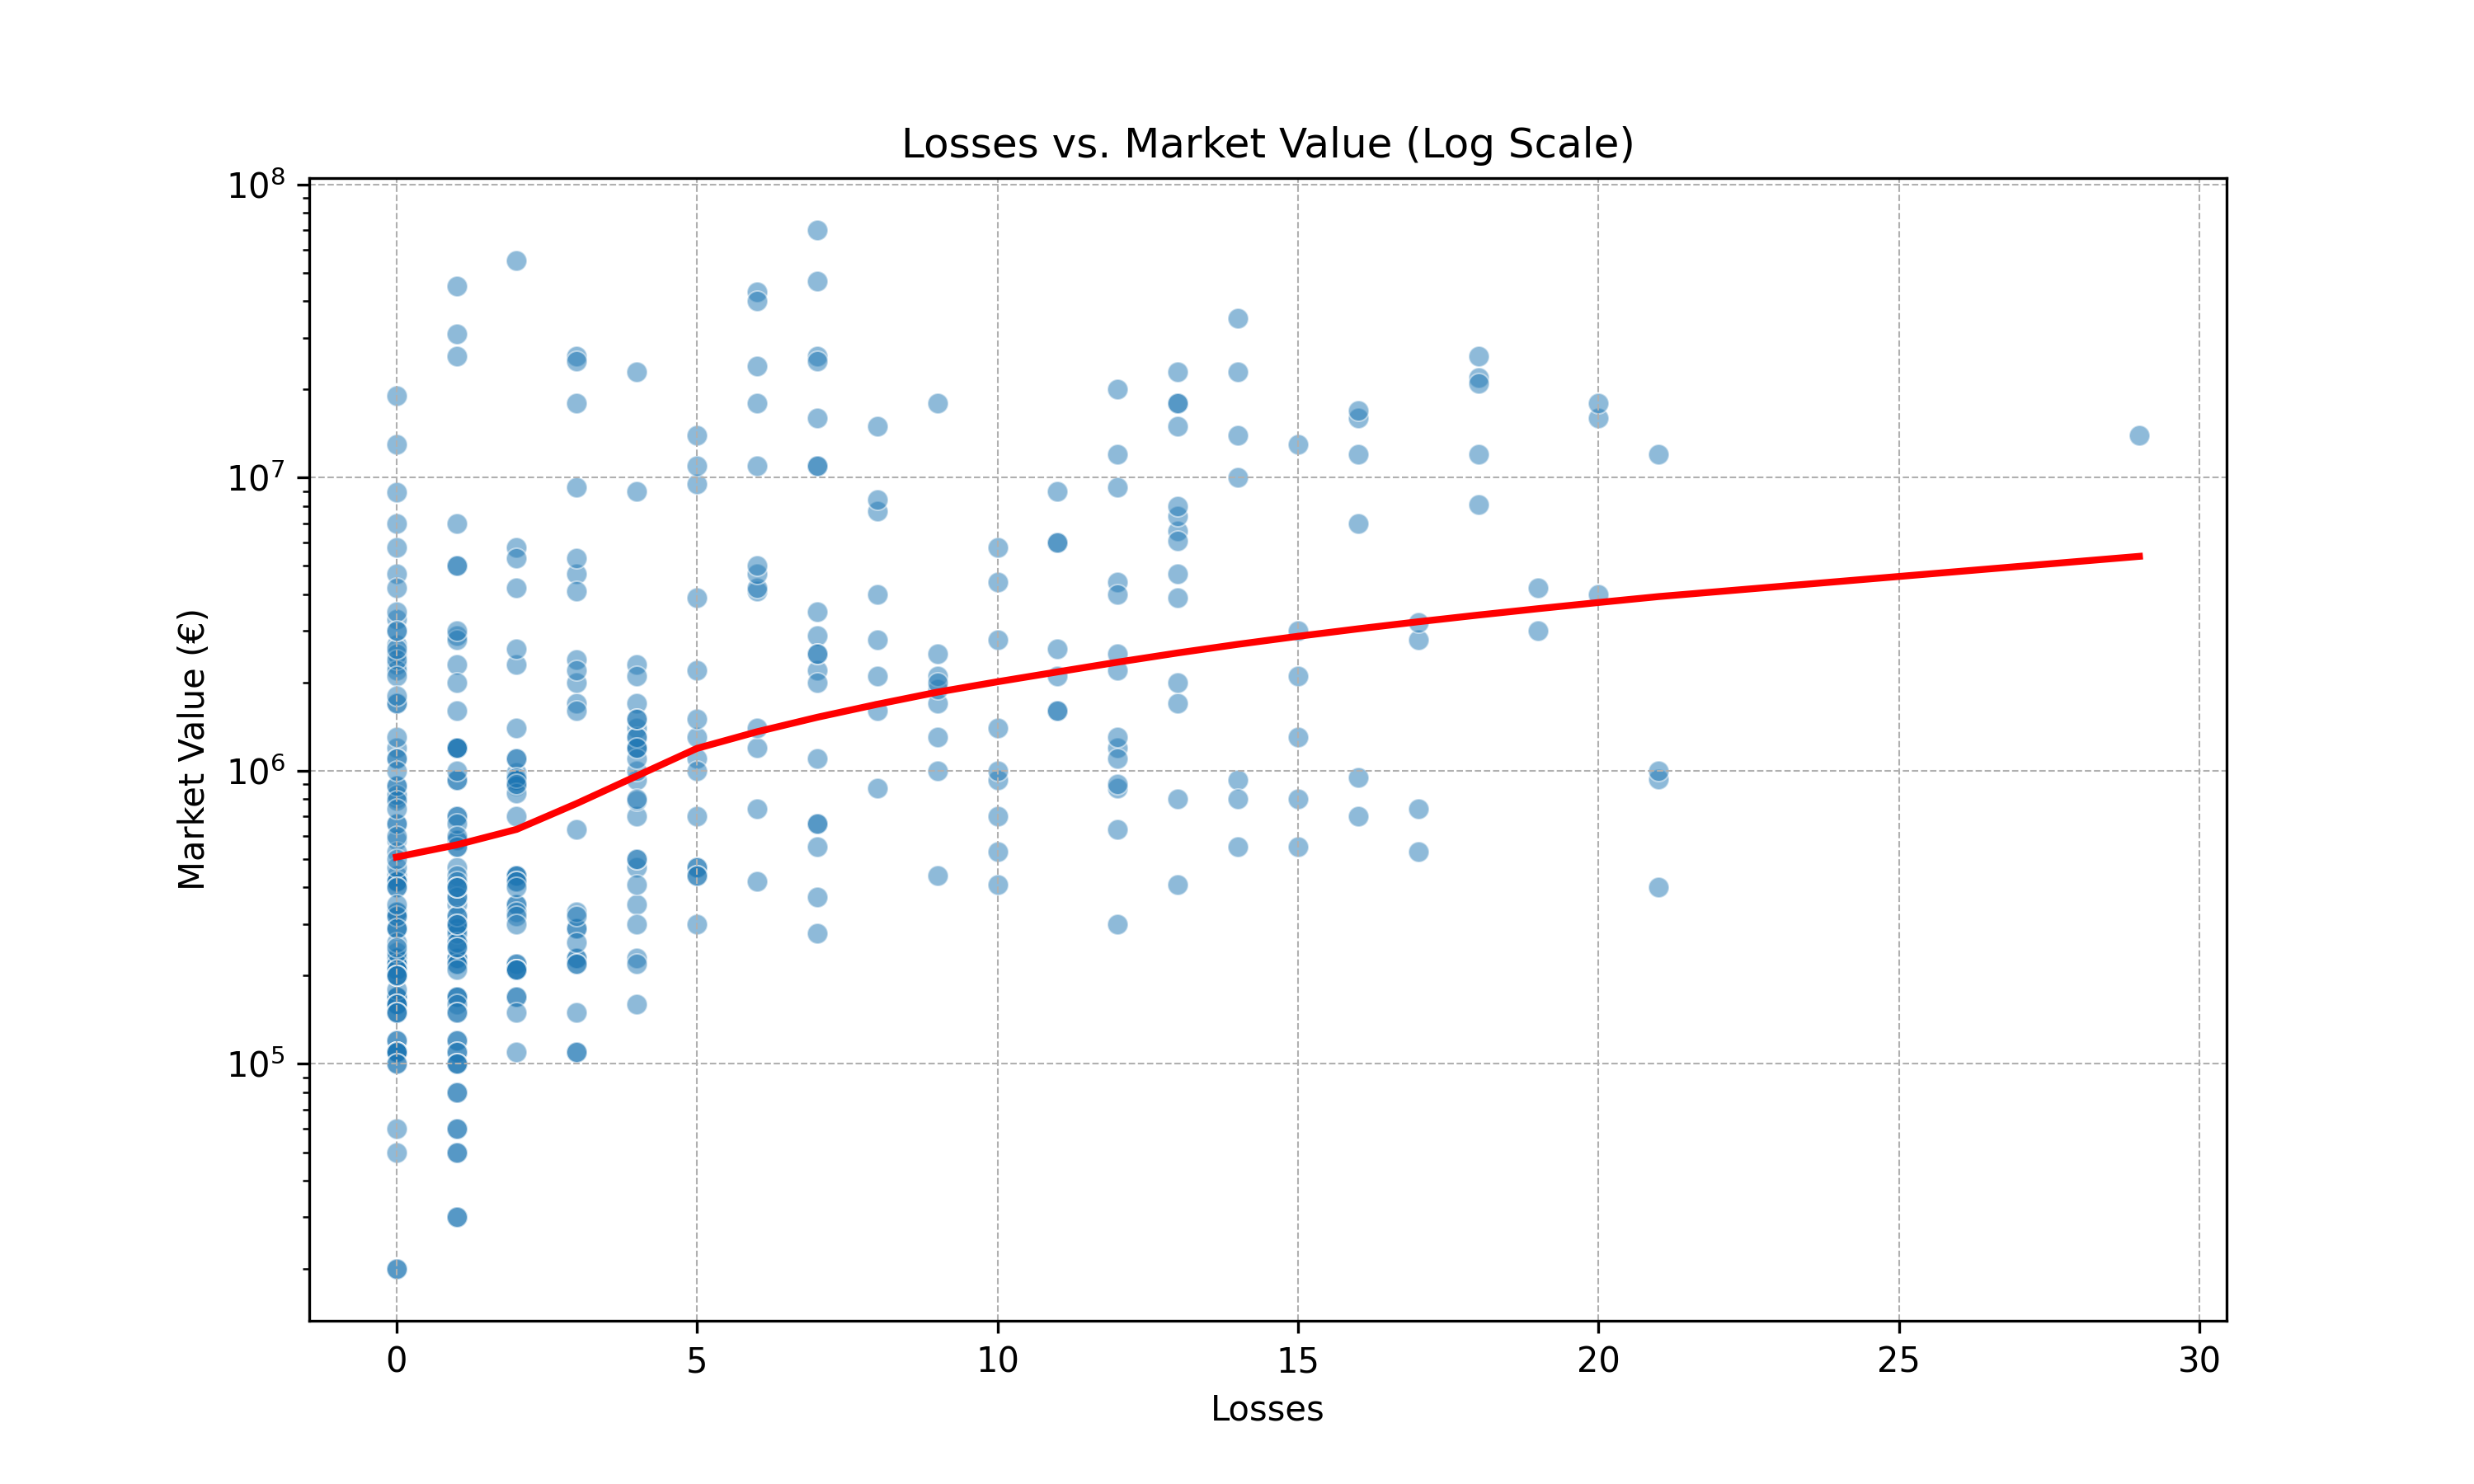 Losses vs. Market Value (Log Scale)
Market Value (€)
10⁸
10⁷
10⁶
10⁵
0 5 10 15 20 25 30
Losses